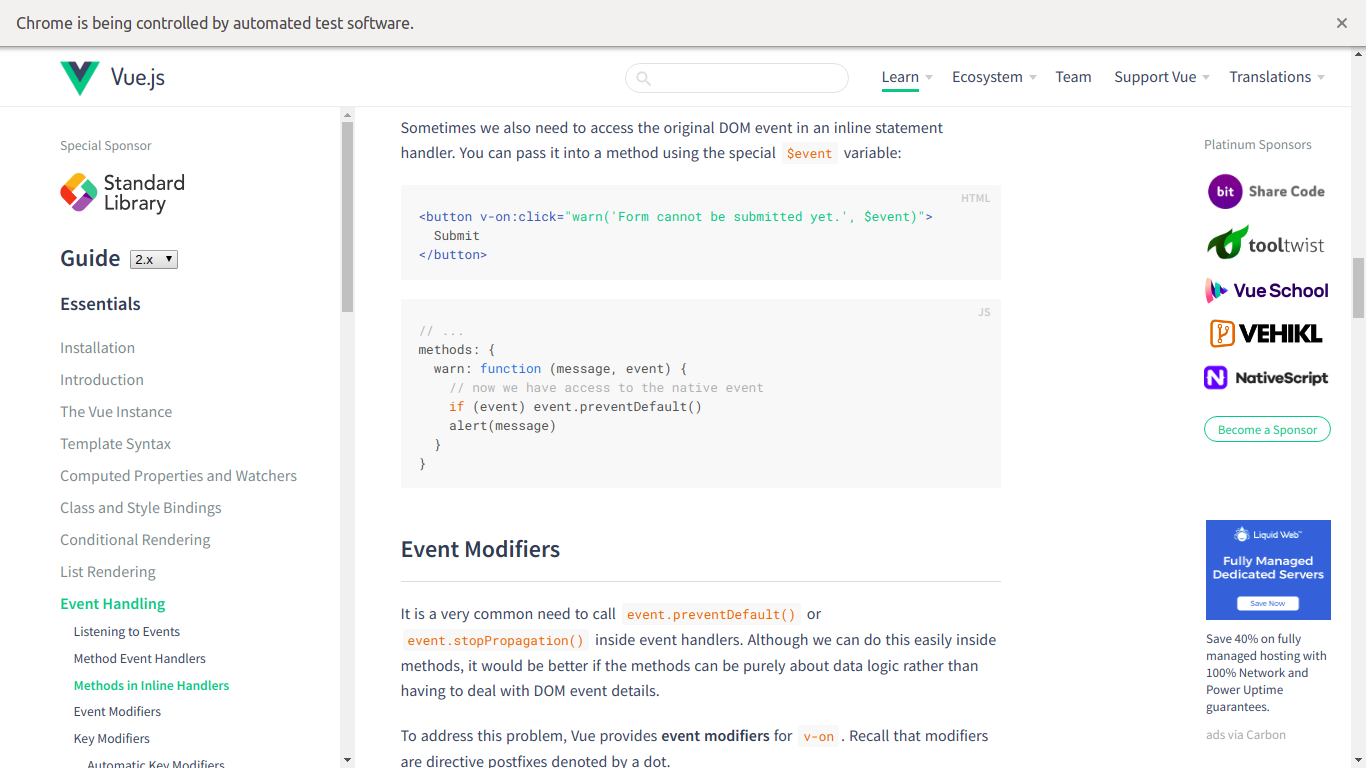 Chrome is being controlled by automated test software.
Vue.js
Learn
Ecosystem
Team
Support Vue
Translations
Special Sponsor
Standard
Library
Guide
2.x
Essentials
Installation
Introduction
The Vue Instance
Template Syntax
Computed Properties and Watchers
Class and Style Bindings
Conditional Rendering
List Rendering
Event Handling
Listening to Events
Method Event Handlers
Methods in Inline Handlers
Event Modifiers
Key Modifiers
Automatic Key Modifiers
Sometimes we also need to access the original DOM event in an inline statement
handler. You can pass it into a method using the special $event variable:
HTML
<button v-on:click="warn('Form cannot be submitted yet.', $event)">
Submit
</button>
JS
// ...
methods: {
warn: function (message, event) {
// now we have access to the native event
if (event) event.preventDefault()
alert(message)
}
}
Event Modifiers
It is a very common need to call event.preventDefault() or
event.stopPropagation() inside event handlers. Although we can do this easily inside
methods, it would be better if the methods can be purely about data logic rather than
having to deal with DOM event details.
To address this problem, Vue provides event modifiers for v-on . Recall that modifiers
are directive postfixes denoted by a dot.
Platinum Sponsors
bit Share Code
tooltwist
Vue School
VEHIKL
NativeScript
Become a Sponsor
Liquid Web
Fully Managed
Dedicated Servers
Save Now
Save 40% on fully
managed hosting with
100% Network and
Power Uptime
guarantees.
ads via Carbon